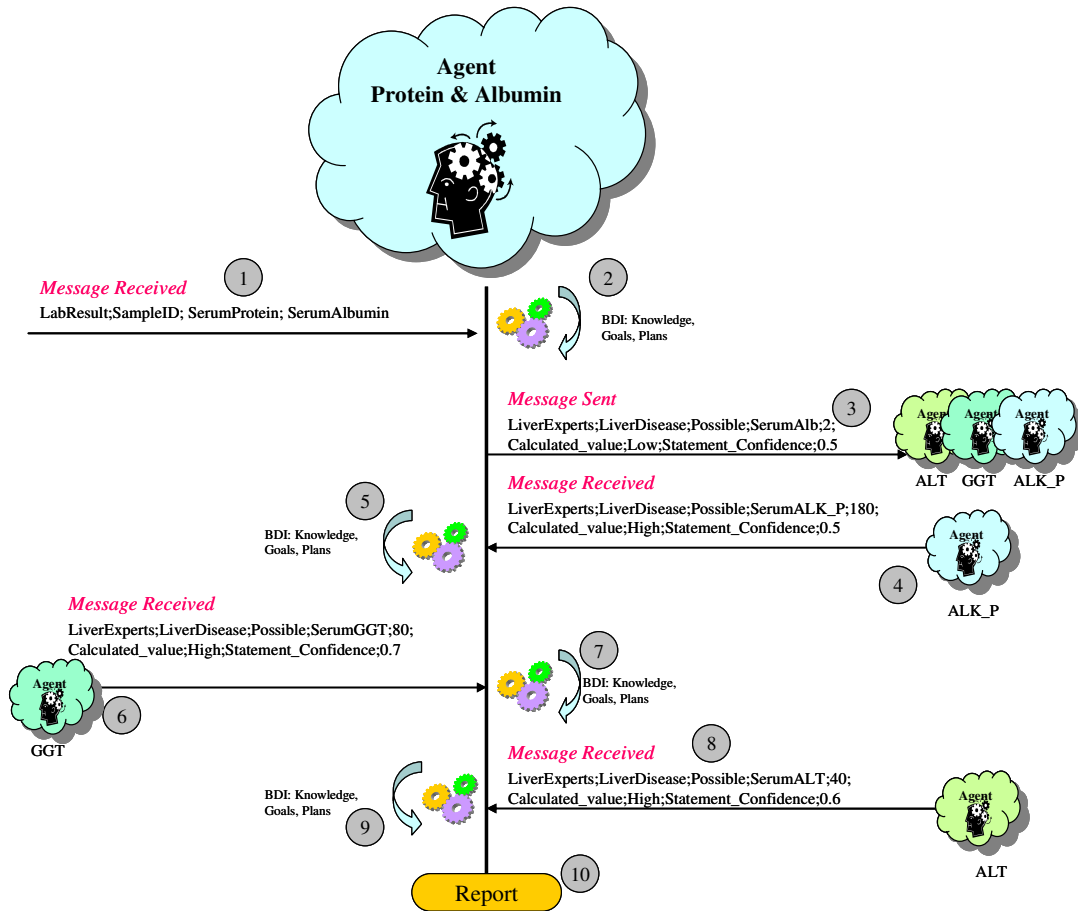 Agent
Protein & Albumin
1
Message Received
LabResult;SampleID; SerumProtein; SerumAlbumin
2
BDI: Knowledge,
Goals, Plans
Message Sent
3
LiverExperts;LiverDisease;Possible;SerumAlb;2;
Calculated_value;Low;Statement_Confidence;0.5
Agent
Agent
Agent
ALT
GGT
ALK_P
Message Received
LiverExperts;LiverDisease;Possible;SerumALK_P;180;
Calculated_value;High;Statement_Confidence;0.5
Agent
4
ALK_P
5
BDI: Knowledge,
Goals, Plans
Message Received
LiverExperts;LiverDisease;Possible;SerumGGT;80;
Calculated_value;High;Statement_Confidence;0.7
Agent
6
GGT
7
BDI: Knowledge,
Goals, Plans
Message Received
8
LiverExperts;LiverDisease;Possible;SerumALT;40;
Calculated_value;High;Statement_Confidence;0.6
Agent
ALT
BDI: Knowledge,
Goals, Plans
9
Report
10